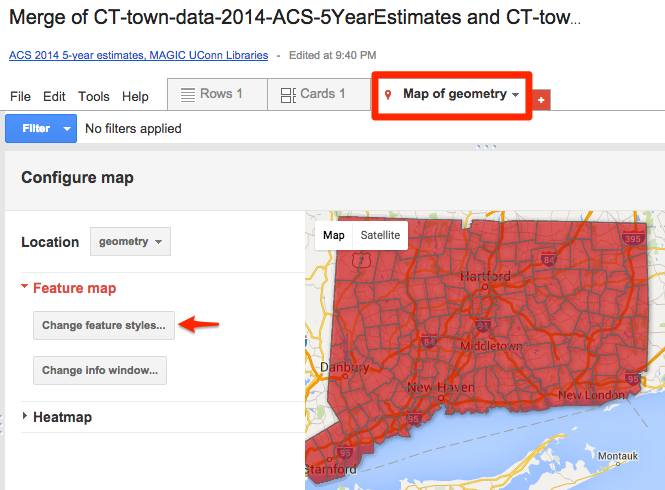 Merge of CT-town-data-2014-ACS-5YearEstimates and CT-tow...
ACS 2014 5-year estimates, MAGIC UConn Libraries - Edited at 9:40 PM
File Edit Tools Help Rows 1 Cards 1 Map of geometry +
Filter No filters applied
Configure map
Location geometry
Feature map
Change feature styles...
Change info window...
Heatmap
Map Satellite
395
84
Hartford
91
84
Middletown
Danbury
95
New Haven
New London
95
95
Stamford
Montauk